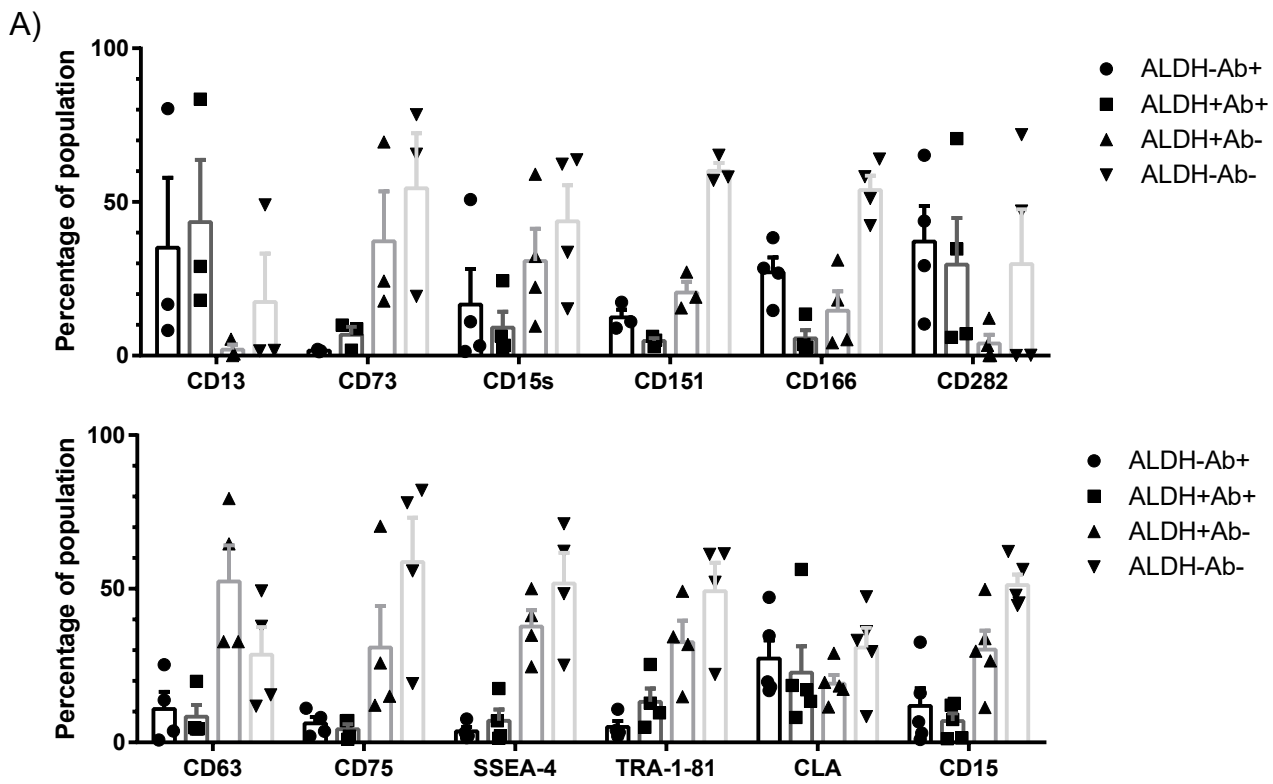 A)
Percentage of population
100
50
0
CD13 CD73 CD15s CD151 CD166 CD282
ALDH-Ab+
ALDH+Ab+
ALDH+Ab-
ALDH-Ab-
Percentage of population
100
50
0
CD63 CD75 SSEA-4 TRA-1-81 CLA CD15
ALDH-Ab+
ALDH+Ab+
ALDH+Ab-
ALDH-Ab-